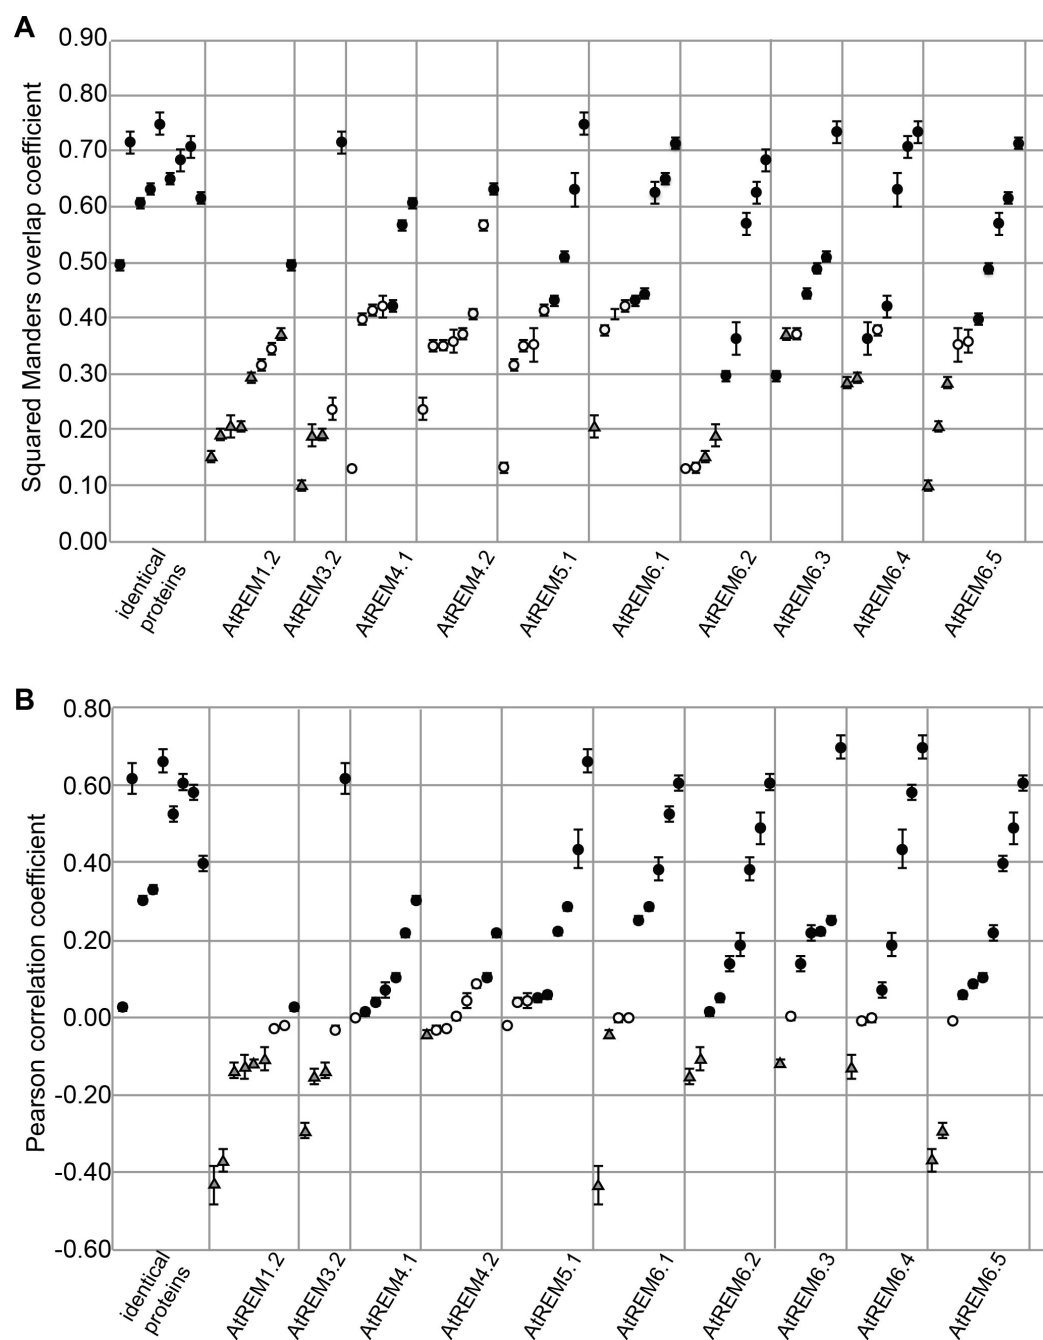 A
Squared Manders overlap coefficient
0.90
0.80
0.70
0.60
0.50
0.40
0.30
0.20
0.10
0.00
identical
proteins
AtREM1.2
AtREM3.2
AtREM4.1
AtREM4.2
AtREM5.1
AtREM6.1
AtREM6.2
AtREM6.3
AtREM6.4
AtREM6.5
B
Pearson correlation coefficient
0.80
0.60
0.40
0.20
0.00
-0.20
-0.40
-0.60
identical
proteins
AtREM1.2
AtREM3.2
AtREM4.1
AtREM4.2
AtREM5.1
AtREM6.1
AtREM6.2
AtREM6.3
AtREM6.4
AtREM6.5